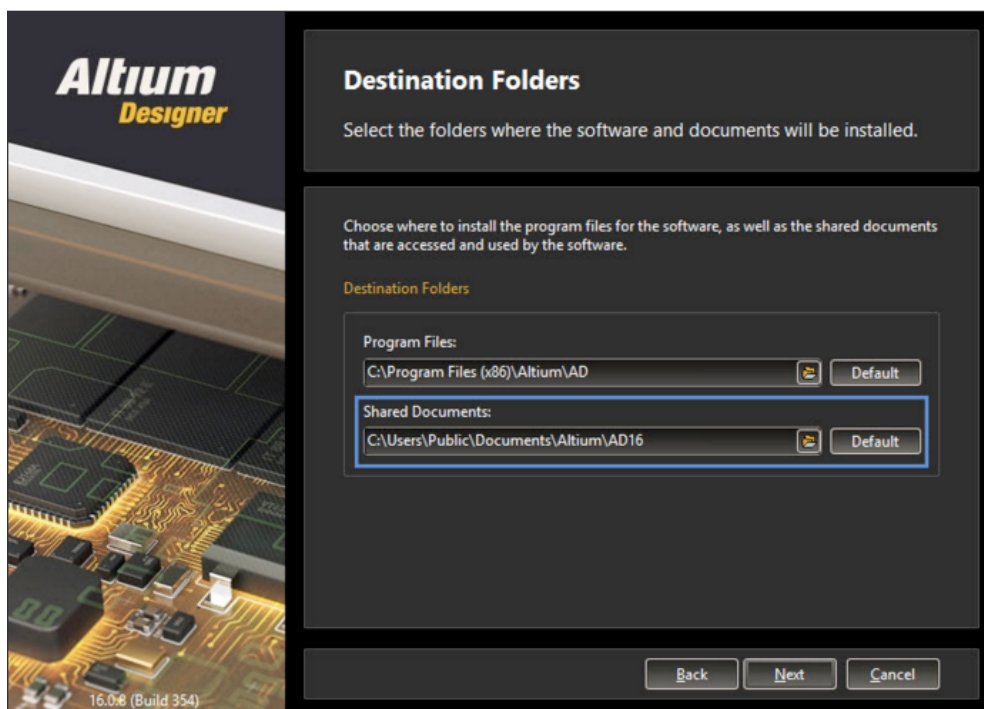 Altium
Designer
Destination Folders
Select the folders where the software and documents will be installed.
Choose where to install the program files for the software, as well as the shared documents
that are accessed and used by the software.
Destination Folders
Program Files:
C:\Program Files (x86)\Altium\AD
Default
Shared Documents:
C:\Users\Public\Documents\Altium\AD16
Default
Back
Next
Cancel
16.0.8 (Build 354)